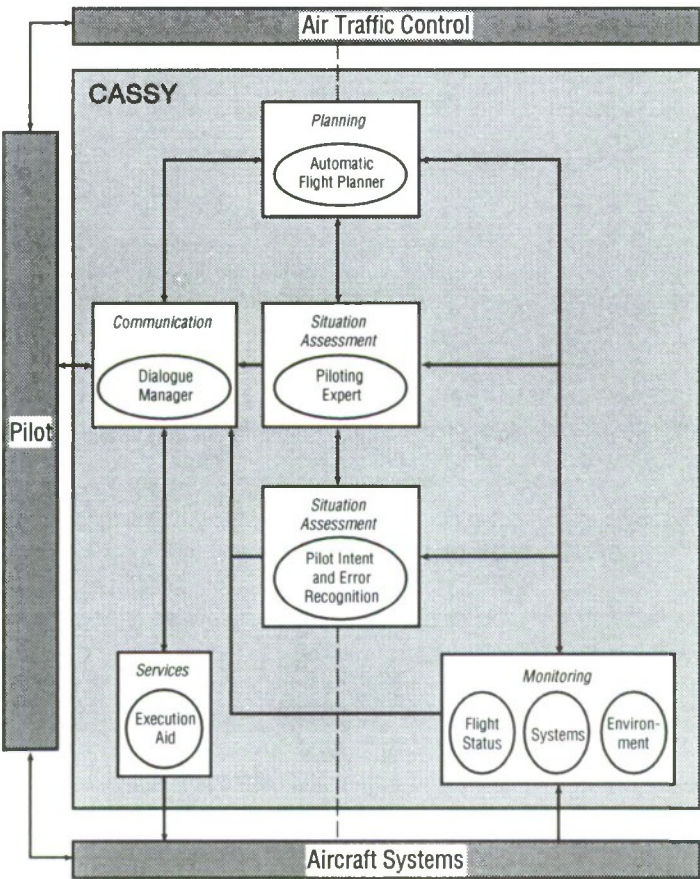 Air Traffic Control
CASSY
Planning
Automatic
Flight Planner
Communication
Dialogue
Manager
Situation
Assessment
Piloting
Expert
Pilot
Situation
Assessment
Pilot Intent
and Error
Recognition
Services
Execution
Aid
Monitoring
Flight
Status
Systems
Environ-
ment
Aircraft Systems